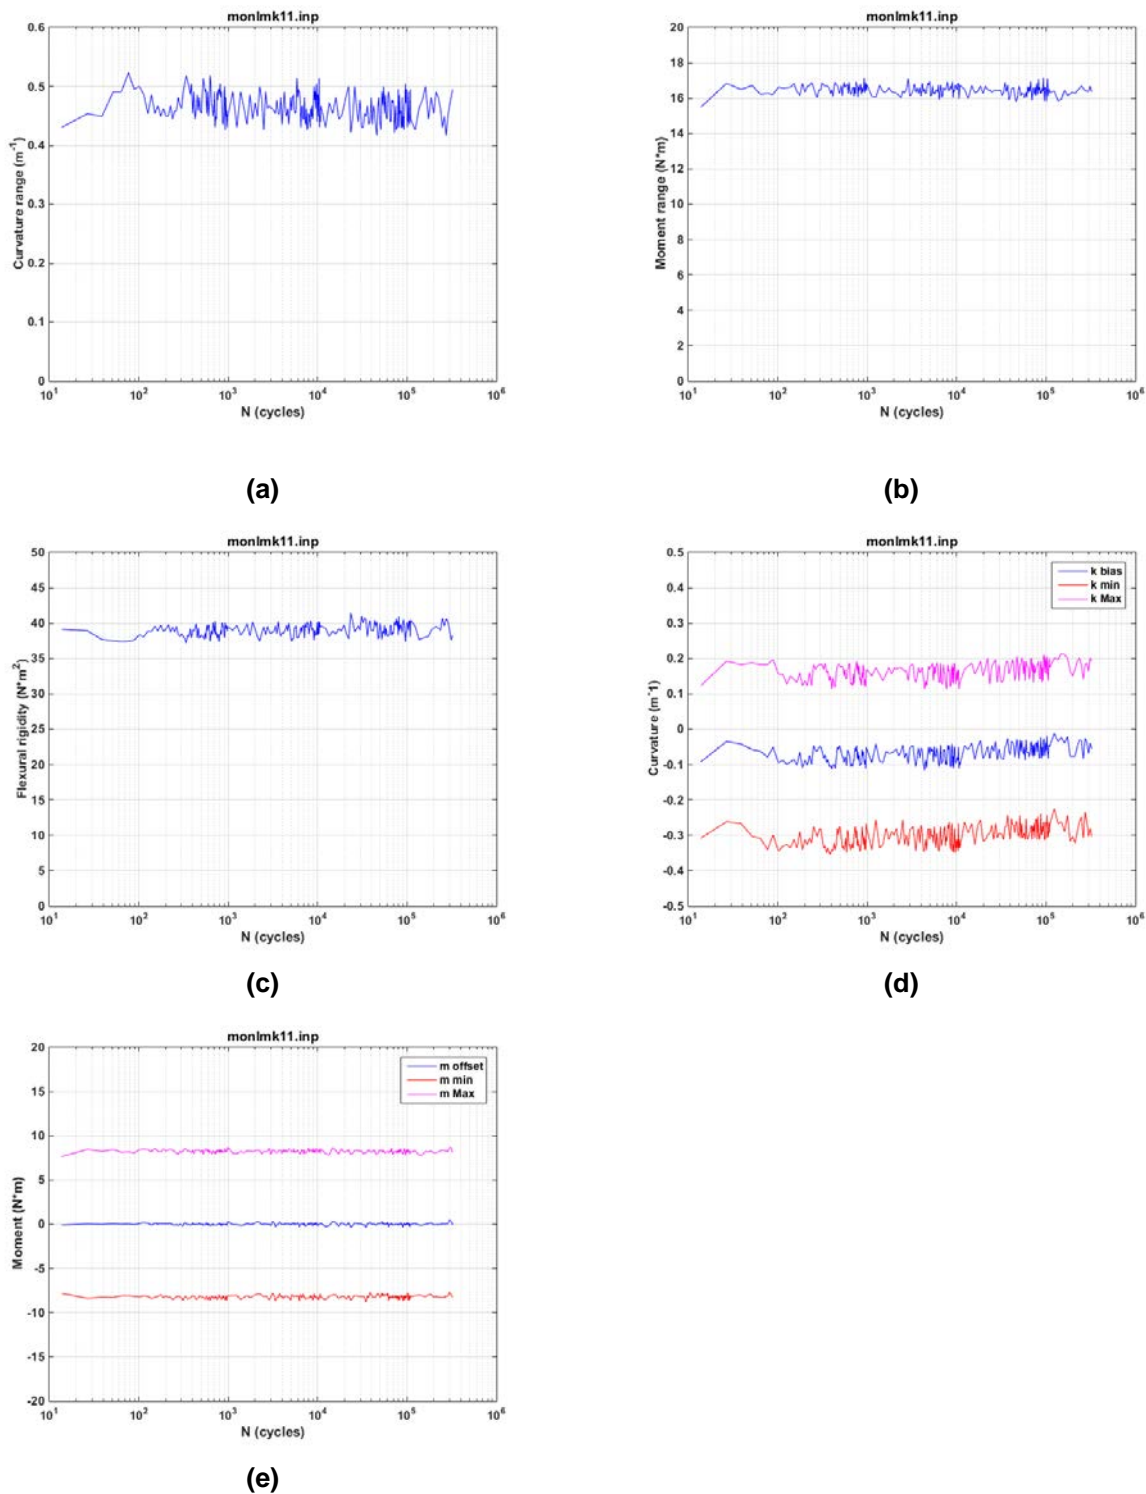 monlmk11.inp
0.6
0.5
0.4
0.3
0.2
0.1
0
Curvature range (m⁻¹)
10¹ 10² 10³ 10⁴ 10⁵ 10⁶
N (cycles)
(a)
monlmk11.inp
20
18
16
14
12
10
8
6
4
2
0
Moment range (N*m)
10¹ 10² 10³ 10⁴ 10⁵ 10⁶
N (cycles)
(b)
monlmk11.inp
50
45
40
35
30
25
20
15
10
5
0
Flexural rigidity (N*m²)
10¹ 10² 10³ 10⁴ 10⁵ 10⁶
N (cycles)
(c)
monlmk11.inp
k bias
k min
k Max
0.5
0.4
0.3
0.2
0.1
0
-0.1
-0.2
-0.3
-0.4
-0.5
Curvature (m⁻1)
10¹ 10² 10³ 10⁴ 10⁵ 10⁶
N (cycles)
(d)
monlmk11.inp
m offset
m min
m Max
20
15
10
5
0
-5
-10
-15
-20
Moment (N*m)
10¹ 10² 10³ 10⁴ 10⁵ 10⁶
N (cycles)
(e)